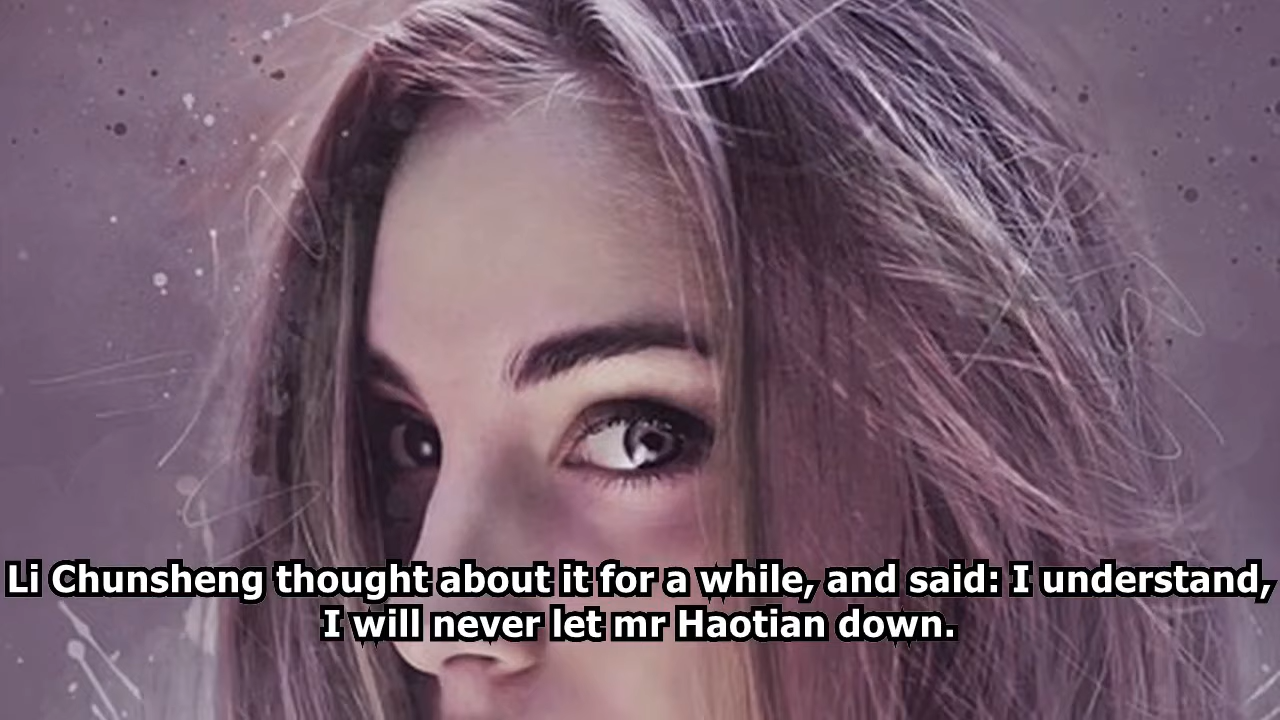 Li Chunsheng thought about it for a while, and said: I understand,
I will never let mr Haotian down.